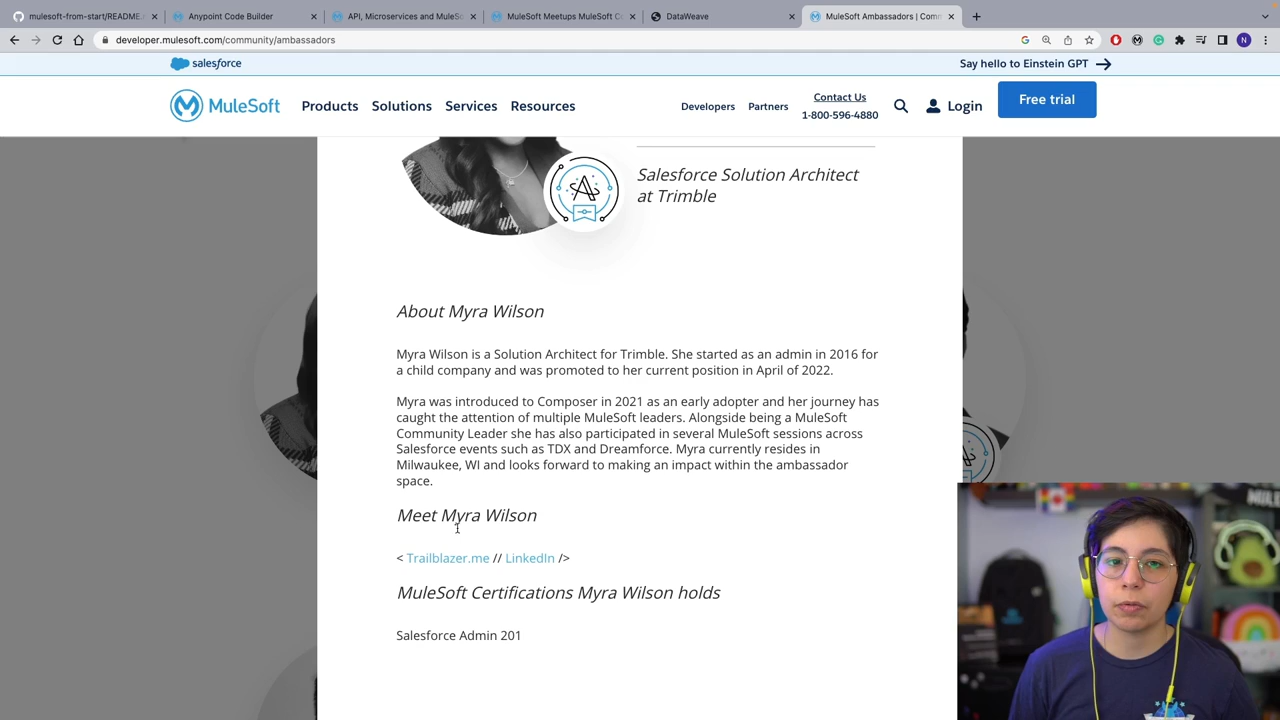 mulesoft-from-start/README.
Anypoint Code Builder
API, Microservices and MuleSo
MuleSoft Meetups MuleSoft Co
DataWeave
MuleSoft Ambassadors | Comm
developer.mulesoft.com/community/ambassadors
N
salesforce
Say hello to Einstein GPT
MuleSoft
Products
Solutions
Services
Resources
Developers
Partners
Contact Us
1-800-596-4880
Login
Free trial
Salesforce Solution Architect
at Trimble
About Myra Wilson
Myra Wilson is a Solution Architect for Trimble. She started as an admin in 2016 for
a child company and was promoted to her current position in April of 2022.
Myra was introduced to Composer in 2021 as an early adopter and her journey has
caught the attention of multiple MuleSoft leaders. Alongside being a MuleSoft
Community Leader she has also participated in several MuleSoft sessions across
Salesforce events such as TDX and Dreamforce. Myra currently resides in
Milwaukee, WI and looks forward to making an impact within the ambassador
space.
Meet Myra Wilson
< Trailblazer.me // LinkedIn />
MuleSoft Certifications Myra Wilson holds
Salesforce Admin 201